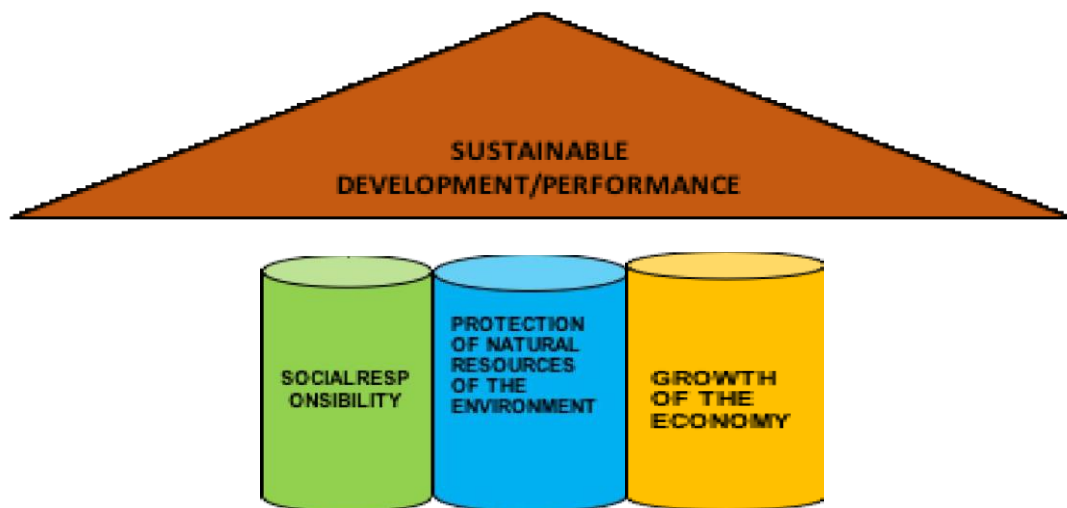 SUSTAINABLE
DEVELOPMENT/PERFORMANCE
SOCIALRESP
ONSIBILITY
PROTECTION
OF NATURAL
RESOURCES
OF THE
ENVIRONMENT
GROWTH
OF THE
ECONOMY